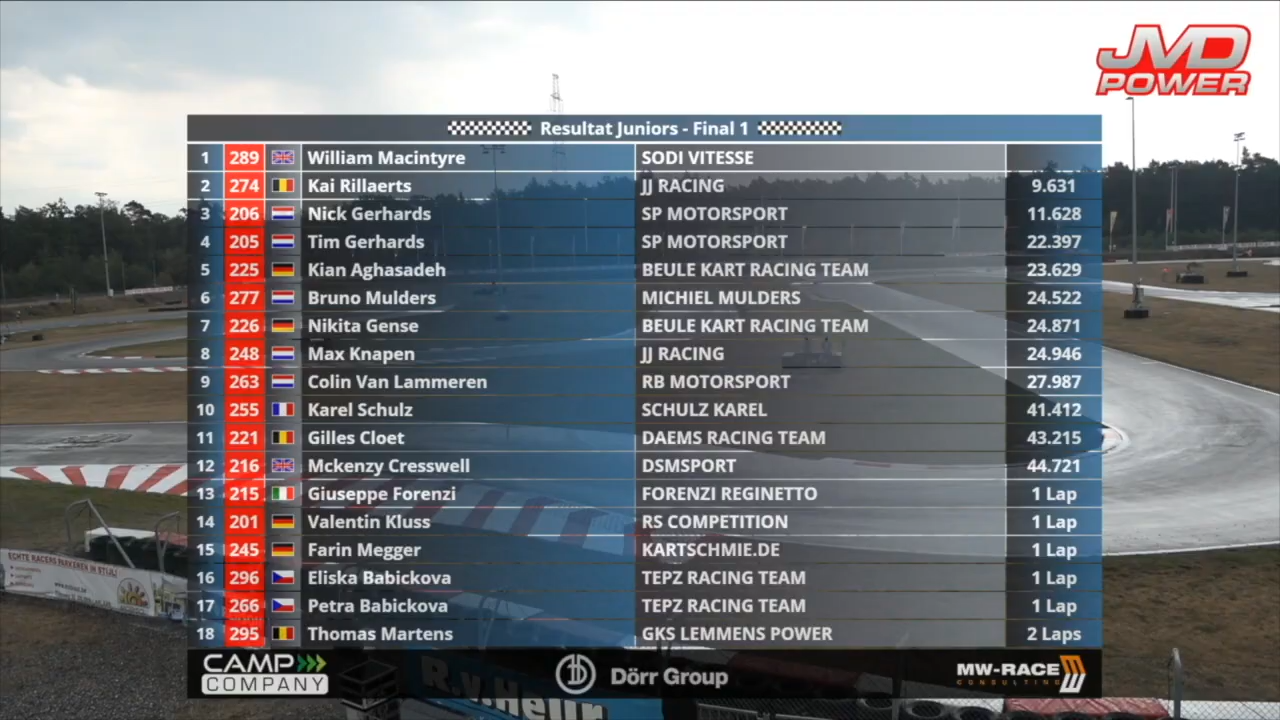 JVD
POWER
Resultat Juniors - Final 1
1 289 William Macintyre SODI VITESSE
2 274 Kai Rillaerts JJ RACING 9.631
3 206 Nick Gerhards SP MOTORSPORT 11.628
4 205 Tim Gerhards SP MOTORSPORT 22.397
5 225 Kian Aghasadeh BEULE KART RACING TEAM 23.629
6 277 Bruno Mulders MICHIEL MULDERS 24.522
7 226 Nikita Gense BEULE KART RACING TEAM 24.871
8 248 Max Knapen JJ RACING 24.946
9 263 Colin Van Lammeren RB MOTORSPORT 27.987
10 255 Karel Schulz SCHULZ KAREL 41.412
11 221 Gilles Cloet DAEMS RACING TEAM 43.215
12 216 Mckenzy Cresswell DSMSPORT 44.721
13 215 Giuseppe Forenzi FORENZI REGINETTO 1 Lap
14 201 Valentin Kluss RS COMPETITION 1 Lap
15 245 Farin Megger KARTSCHMIE.DE 1 Lap
16 296 Eliska Babickova TEPZ RACING TEAM 1 Lap
17 266 Petra Babickova TEPZ RACING TEAM 1 Lap
18 295 Thomas Martens GKS LEMMENS POWER 2 Laps
ECHTE RACERS PARKEREN IN STIJL!
CAMP
COMPANY
Dörr Group
MW-RACE
CONSULTING